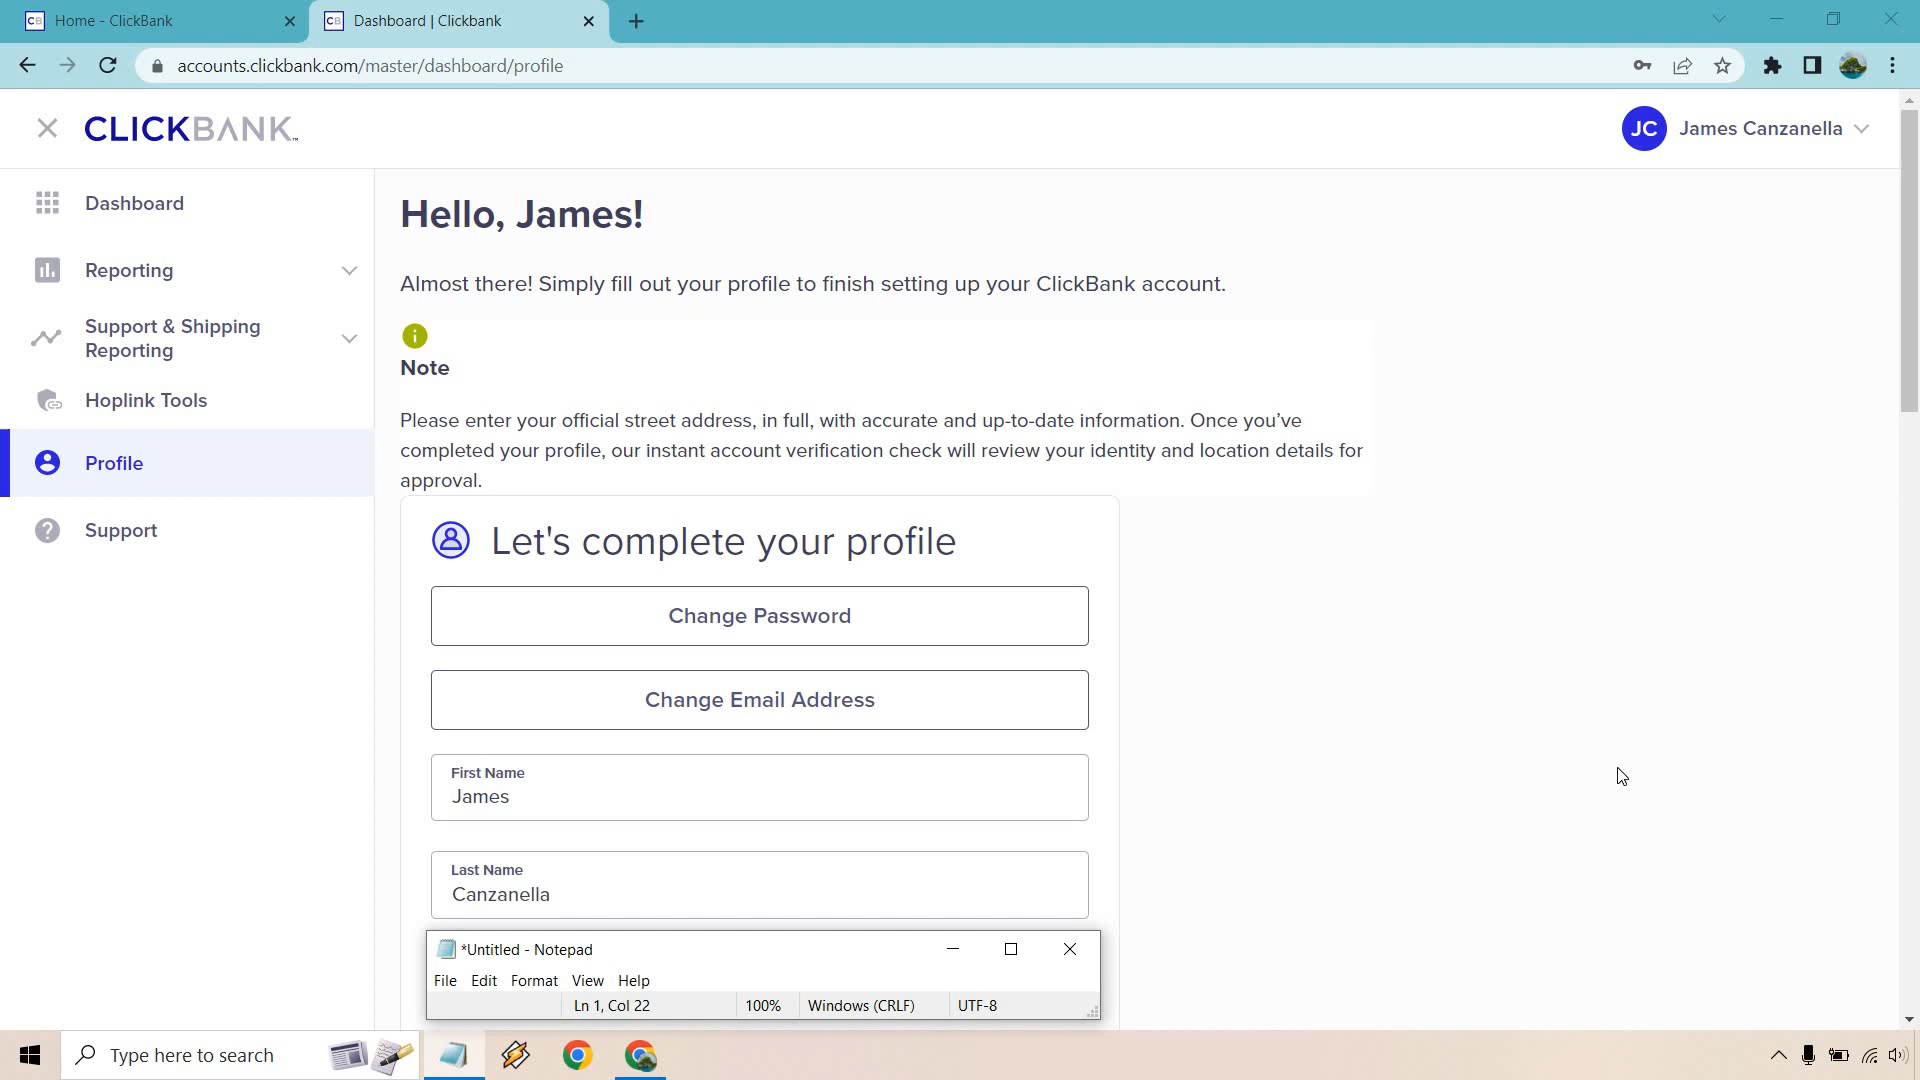 Home - ClickBank
Dashboard | Clickbank
accounts.clickbank.com/master/dashboard/profile
CLICKBANK™
JC James Canzanella
Dashboard
Reporting
Support & Shipping
Reporting
Hoplink Tools
Profile
Support
Hello, James!
Almost there! Simply fill out your profile to finish setting up your ClickBank account.
Note
Please enter your official street address, in full, with accurate and up-to-date information. Once you’ve
completed your profile, our instant account verification check will review your identity and location details for
approval.
Let's complete your profile
Change Password
Change Email Address
First Name
James
Last Name
Canzanella
*Untitled - Notepad
File Edit Format View Help
Ln 1, Col 22 100% Windows (CRLF) UTF-8
Type here to search